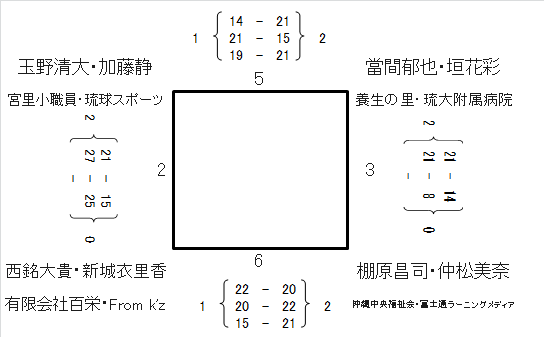 14 － 21
1 21 － 15 2
19 － 21
5
玉野清大・加藤静
當間郁也・垣花彩
宮里小職員・琉球スポーツ
養生の里・琉大附属病院
2
21 － 15
27 － 25
－
0
2
3
2
21 － 14
21 － 8
－
0
6
西銘大貴・新城衣里香
棚原昌司・仲松美奈
有限会社百栄・From k'z
沖縄中央福祉会・富士通ラーニングメディア
22 － 20
1 20 － 22 2
15 － 21